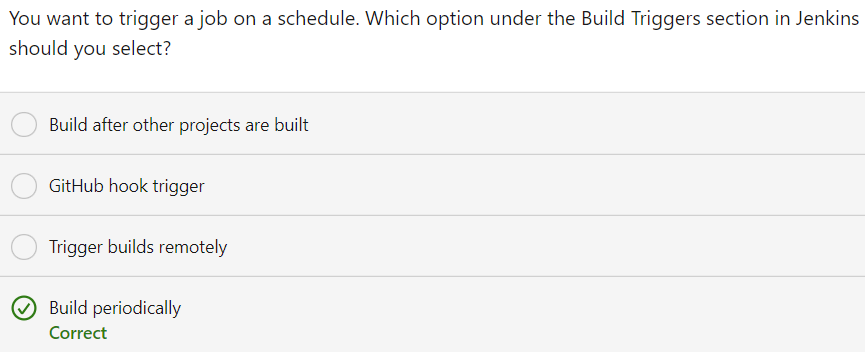 You want to trigger a job on a schedule. Which option under the Build Triggers section in Jenkins
should you select?
Build after other projects are built
GitHub hook trigger
Trigger builds remotely
Build periodically
Correct